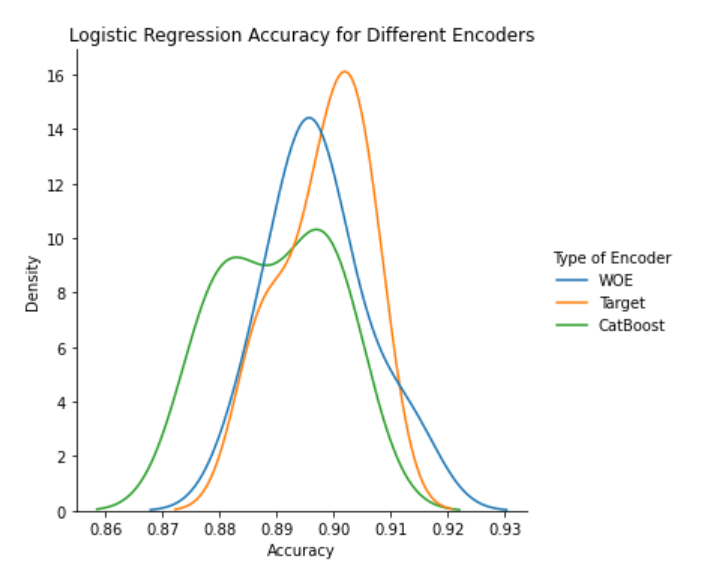 Logistic Regression Accuracy for Different Encoders
16
14
12
10
8
6
4
2
0
Density
0.86 0.87 0.88 0.89 0.90 0.91 0.92 0.93
Accuracy
Type of Encoder
WOE
Target
CatBoost